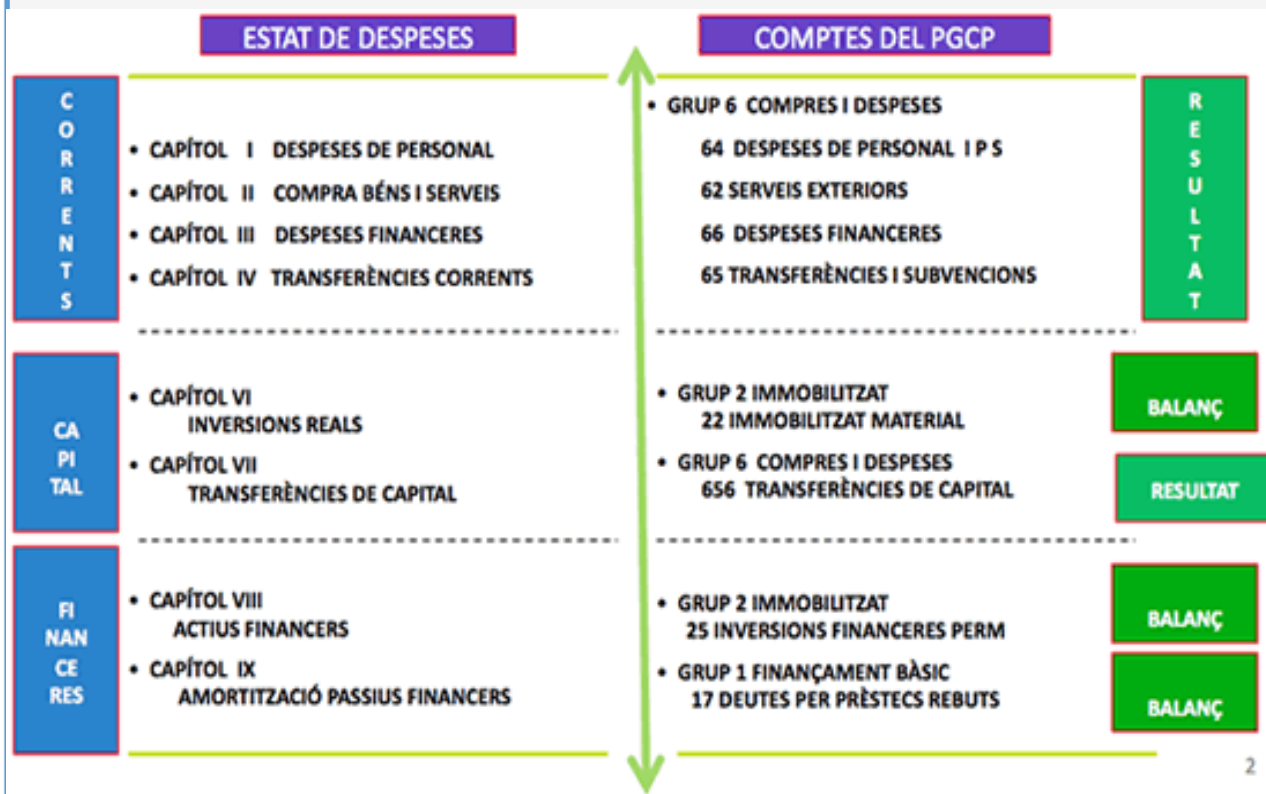 ESTAT DE DESPESES
COMPTES DEL PGCP
CORRENTS
• CAPÍTOL I DESPESES DE PERSONAL
• CAPÍTOL II COMPRA BÉNS I SERVEIS
• CAPÍTOL III DESPESES FINANCERES
• CAPÍTOL IV TRANSFERÈNCIES CORRENTS
• GRUP 6 COMPRES I DESPESES
64 DESPESES DE PERSONAL I P S
62 SERVEIS EXTERIORS
66 DESPESES FINANCERES
65 TRANSFERÈNCIES I SUBVENCIONS
RESULTAT
CA
PI
TAL
• CAPÍTOL VI
INVERSIONS REALS
• CAPÍTOL VII
TRANSFERÈNCIES DE CAPITAL
• GRUP 2 IMMOBILITZAT
22 IMMOBILITZAT MATERIAL
• GRUP 6 COMPRES I DESPESES
656 TRANSFERÈNCIES DE CAPITAL
BALANÇ
RESULTAT
FI
NAN
CE
RES
• CAPÍTOL VIII
ACTIUS FINANCERS
• CAPÍTOL IX
AMORTITZACIÓ PASSIUS FINANCERS
• GRUP 2 IMMOBILITZAT
25 INVERSIONS FINANCERES PERM
• GRUP 1 FINANÇAMENT BÀSIC
17 DEUTES PER PRÈSTECS REBUTS
BALANÇ
BALANÇ
2